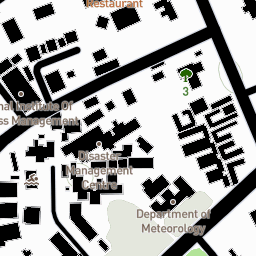 Restaurant
3
nal Institute Of
ss Management
Disaster
Management
Centre
Department of
Meteorology